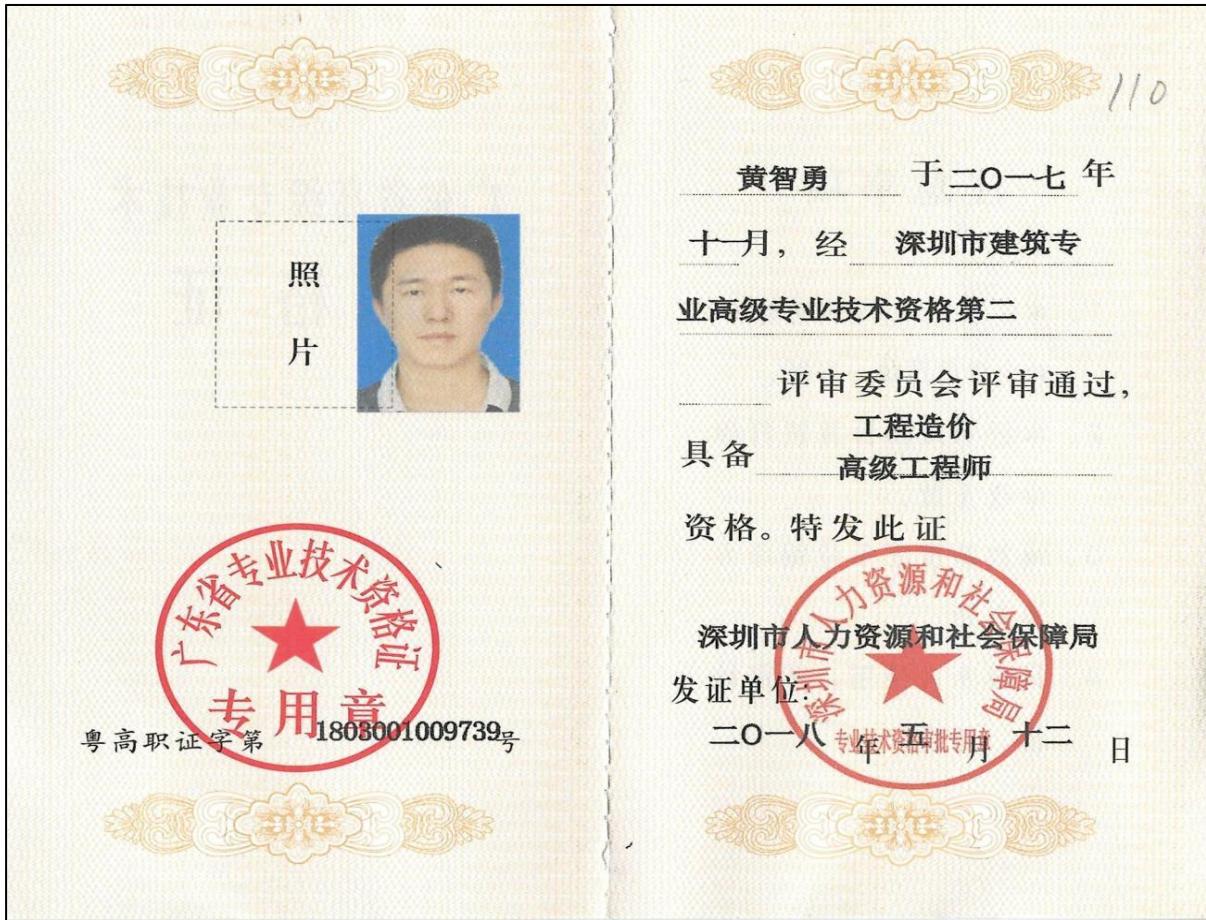 照
片
广东省专业技术资格证
专用章
粤高职证字第 1803001009739号
110
黄智勇 于二〇一七年
十一月，经 深圳市建筑专
业高级专业技术资格第二
评审委员会评审通过，
工程造价
具备 高级工程师
资格。特发此证
深圳市人力资源和社会保障局
深圳市人力资源和社会保障局
发证单位：
二〇一八年五月十二日
专业技术资格审批专用章